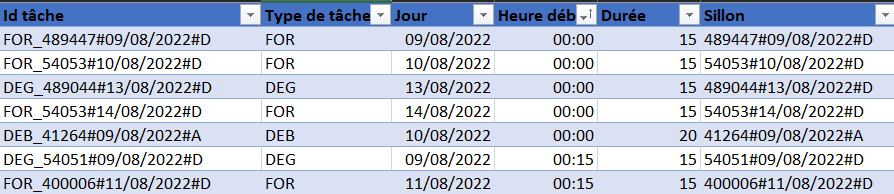 Id tâche Type de tâche Jour Heure déb Durée Sillon
FOR_489447#09/08/2022#D FOR 09/08/2022 00:00 15 489447#09/08/2022#D
FOR_54053#10/08/2022#D FOR 10/08/2022 00:00 15 54053#10/08/2022#D
DEG_489044#13/08/2022#D DEG 13/08/2022 00:00 15 489044#13/08/2022#D
FOR_54053#14/08/2022#D FOR 14/08/2022 00:00 15 54053#14/08/2022#D
DEB_41264#09/08/2022#A DEB 10/08/2022 00:00 20 41264#09/08/2022#A
DEG_54051#09/08/2022#D DEG 09/08/2022 00:15 15 54051#09/08/2022#D
FOR_400006#11/08/2022#D FOR 11/08/2022 00:15 15 400006#11/08/2022#D